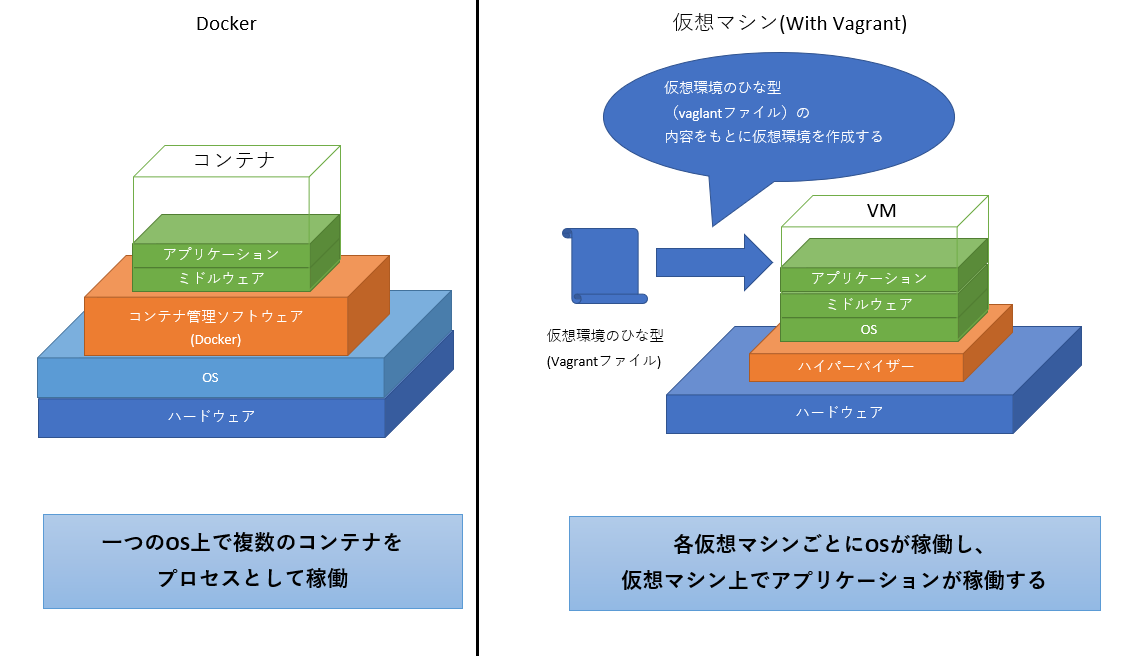 Docker
コンテナ
アプリケーション
ミドルウェア
コンテナ管理ソフトウェア
(Docker)
OS
ハードウェア
一つのOS上で複数のコンテナを
プロセスとして稼働
仮想マシン(With Vagrant)
仮想環境のひな型
（vaglantファイル）の
内容をもとに仮想環境を作成する
仮想環境のひな型
(Vagrantファイル)
VM
アプリケーション
ミドルウェア
OS
ハイパーバイザー
ハードウェア
各仮想マシンごとにOSが稼働し、
仮想マシン上でアプリケーションが稼働する